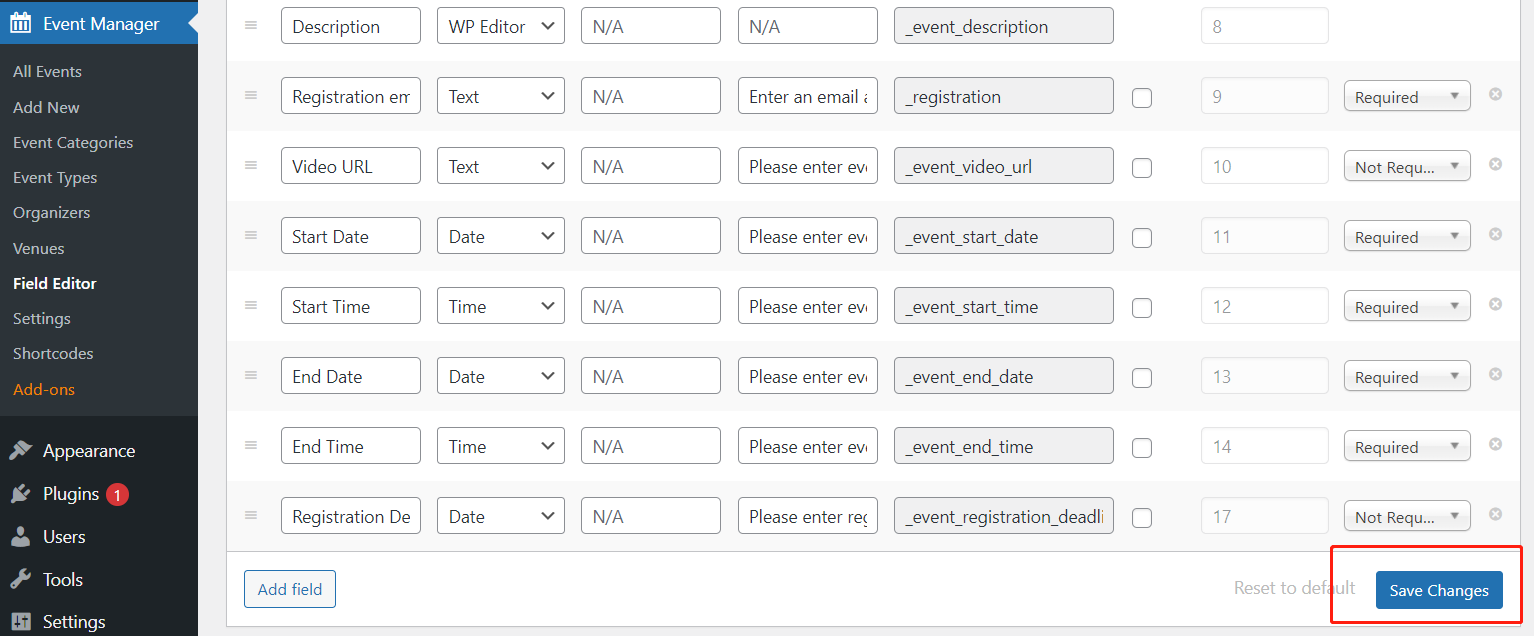 Event Manager
All Events
Add New
Event Categories
Event Types
Organizers
Venues
Field Editor
Settings
Shortcodes
Add-ons
Appearance
Plugins 1
Users
Tools
Settings
Description WP Editor N/A N/A _event_description 8
Registration em Text N/A Enter an email a _registration 9 Required
Video URL Text N/A Please enter eve _event_video_url 10 Not Requ...
Start Date Date N/A Please enter eve _event_start_date 11 Required
Start Time Time N/A Please enter eve _event_start_time 12 Required
End Date Date N/A Please enter eve _event_end_date 13 Required
End Time Time N/A Please enter eve _event_end_time 14 Required
Registration De Date N/A Please enter reg _event_registration_deadli 17 Not Requ...
Add field Reset to default Save Changes